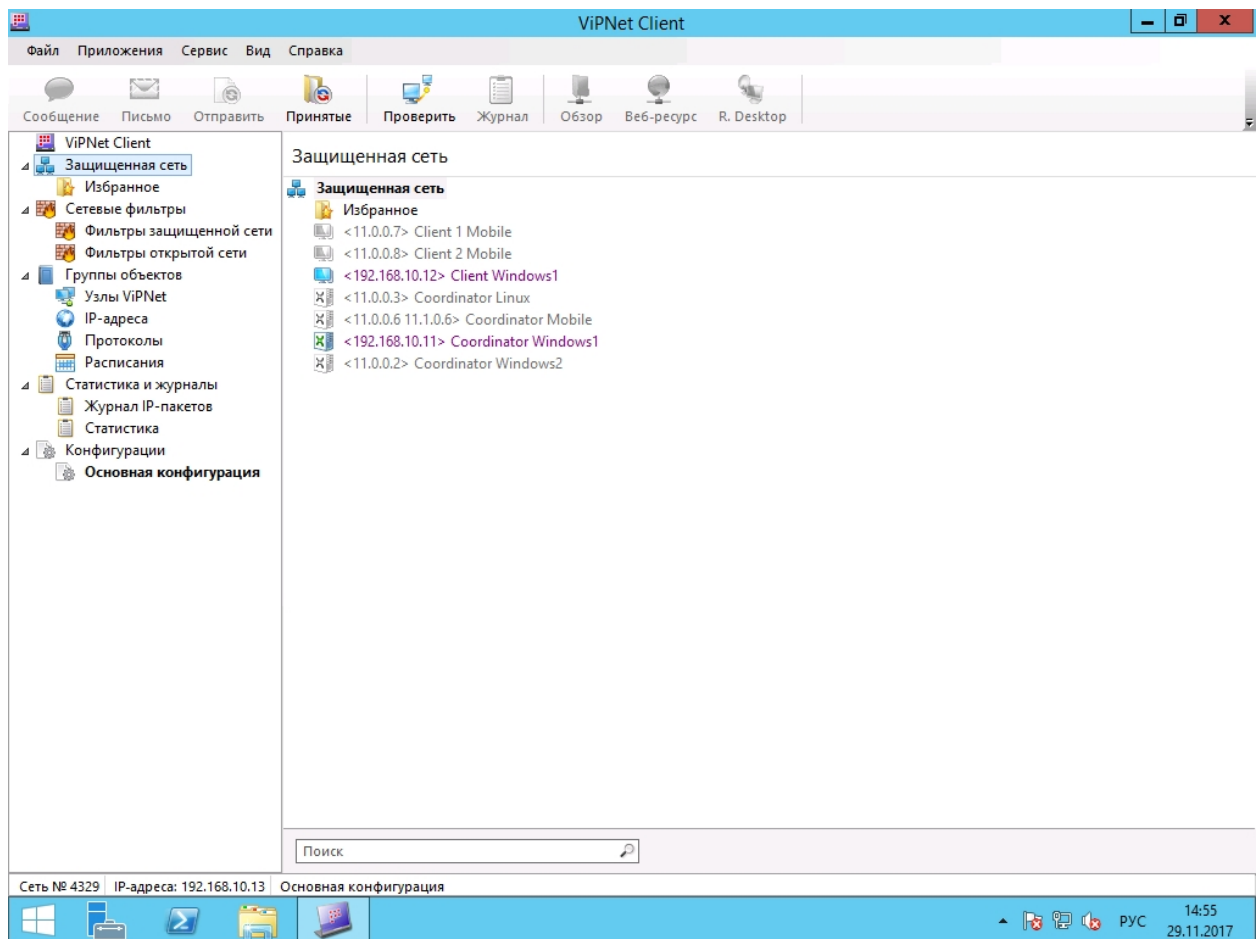 ViPNet Client
Файл Приложения Сервис Вид Справка
Сообщение Письмо Отправить Принятые Проверить Журнал Обзор Веб-ресурс R. Desktop
ViPNet Client
Защищенная сеть
Избранное
Сетевые фильтры
Фильтры защищенной сети
Фильтры открытой сети
Группы объектов
Узлы ViPNet
IP-адреса
Протоколы
Расписания
Статистика и журналы
Журнал IP-пакетов
Статистика
Конфигурации
Основная конфигурация
Защищенная сеть
Защищенная сеть
Избранное
<11.0.0.7> Client 1 Mobile
<11.0.0.8> Client 2 Mobile
<192.168.10.12> Client Windows1
<11.0.0.3> Coordinator Linux
<11.0.0.6 11.1.0.6> Coordinator Mobile
<192.168.10.11> Coordinator Windows1
<11.0.0.2> Coordinator Windows2
Поиск
Сеть № 4329 IP-адреса: 192.168.10.13 Основная конфигурация
РУС 14:55
29.11.2017